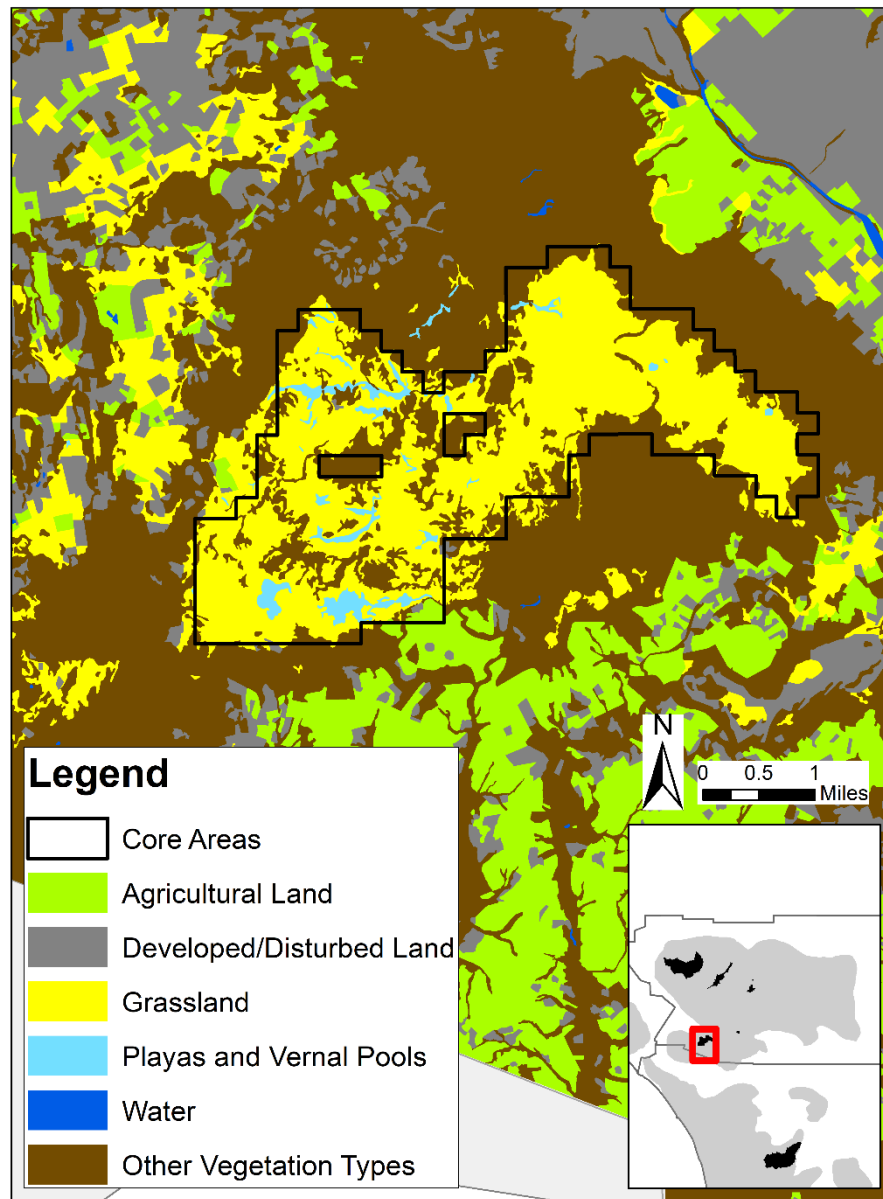 N
0 0.5 1
Miles
Legend
Core Areas
Agricultural Land
Developed/Disturbed Land
Grassland
Playas and Vernal Pools
Water
Other Vegetation Types